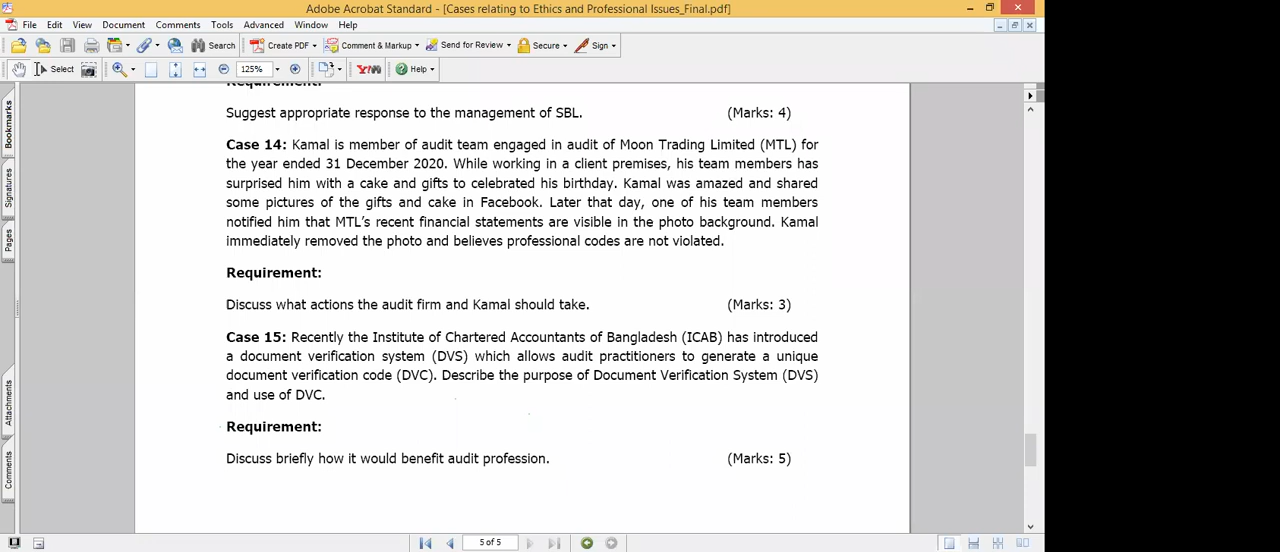 Adobe Acrobat Standard - [Cases relating to Ethics and Professional Issues_Final.pdf]
File Edit View Document Comments Tools Advanced Window Help
Search Create PDF Comment & Markup Send for Review Secure Sign
Select 125% Y! Help
Requirement:
Suggest appropriate response to the management of SBL. (Marks: 4)
Case 14: Kamal is member of audit team engaged in audit of Moon Trading Limited (MTL) for
the year ended 31 December 2020. While working in a client premises, his team members has
surprised him with a cake and gifts to celebrated his birthday. Kamal was amazed and shared
some pictures of the gifts and cake in Facebook. Later that day, one of his team members
notified him that MTL's recent financial statements are visible in the photo background. Kamal
immediately removed the photo and believes professional codes are not violated.
Requirement:
Discuss what actions the audit firm and Kamal should take. (Marks: 3)
Case 15: Recently the Institute of Chartered Accountants of Bangladesh (ICAB) has introduced
a document verification system (DVS) which allows audit practitioners to generate a unique
document verification code (DVC). Describe the purpose of Document Verification System (DVS)
and use of DVC.
Requirement:
Discuss briefly how it would benefit audit profession. (Marks: 5)
Bookmarks
Signatures
Pages
Attachments
Comments
5 of 5